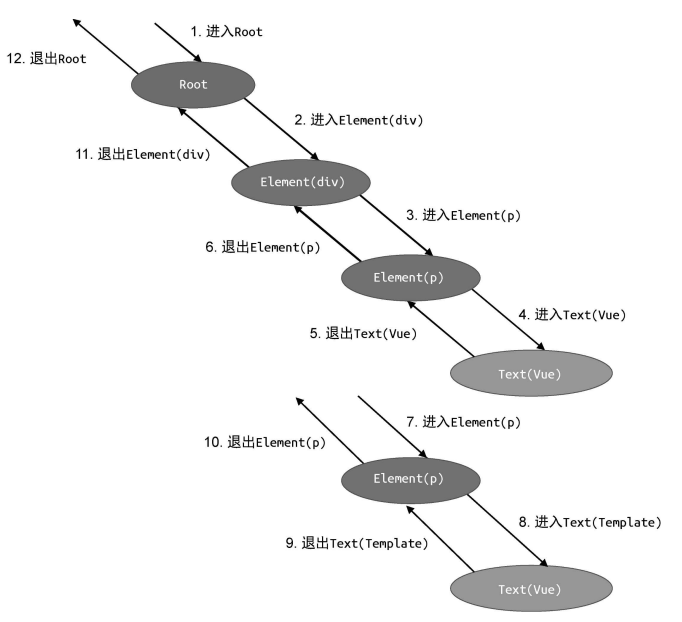 1. 进入Root
12. 退出Root
Root
2. 进入Element(div)
11. 退出Element(div)
Element(div)
3. 进入Element(p)
6. 退出Element(p)
Element(p)
4. 进入Text(Vue)
5. 退出Text(Vue)
Text(Vue)
7. 进入Element(p)
10. 退出Element(p)
Element(p)
8. 进入Text(Template)
9. 退出Text(Template)
Text(Vue)